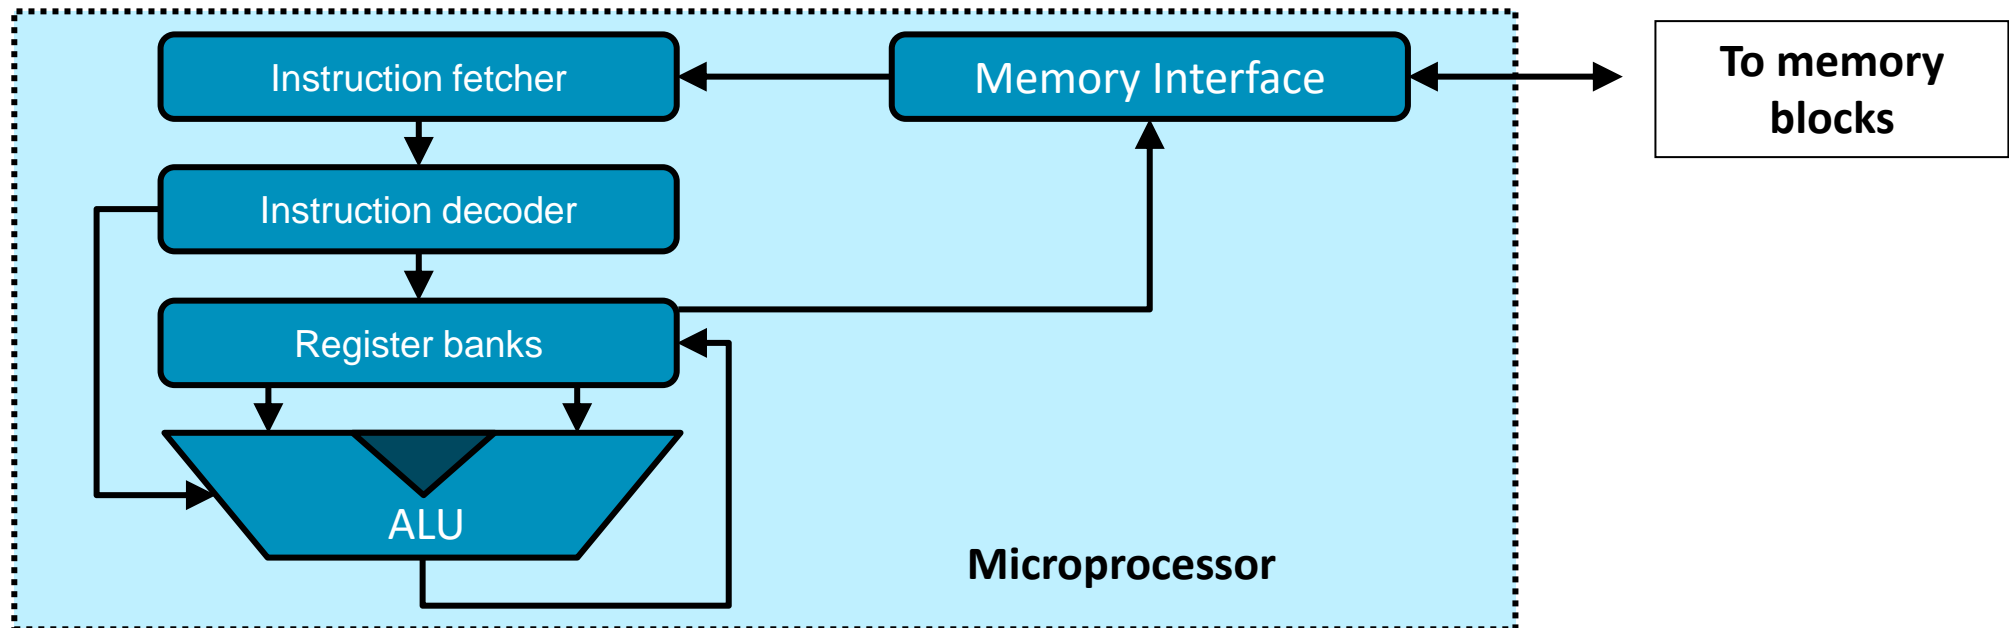 Instruction fetcher
Memory Interface
To memory
blocks
Instruction decoder
Register banks
ALU
Microprocessor